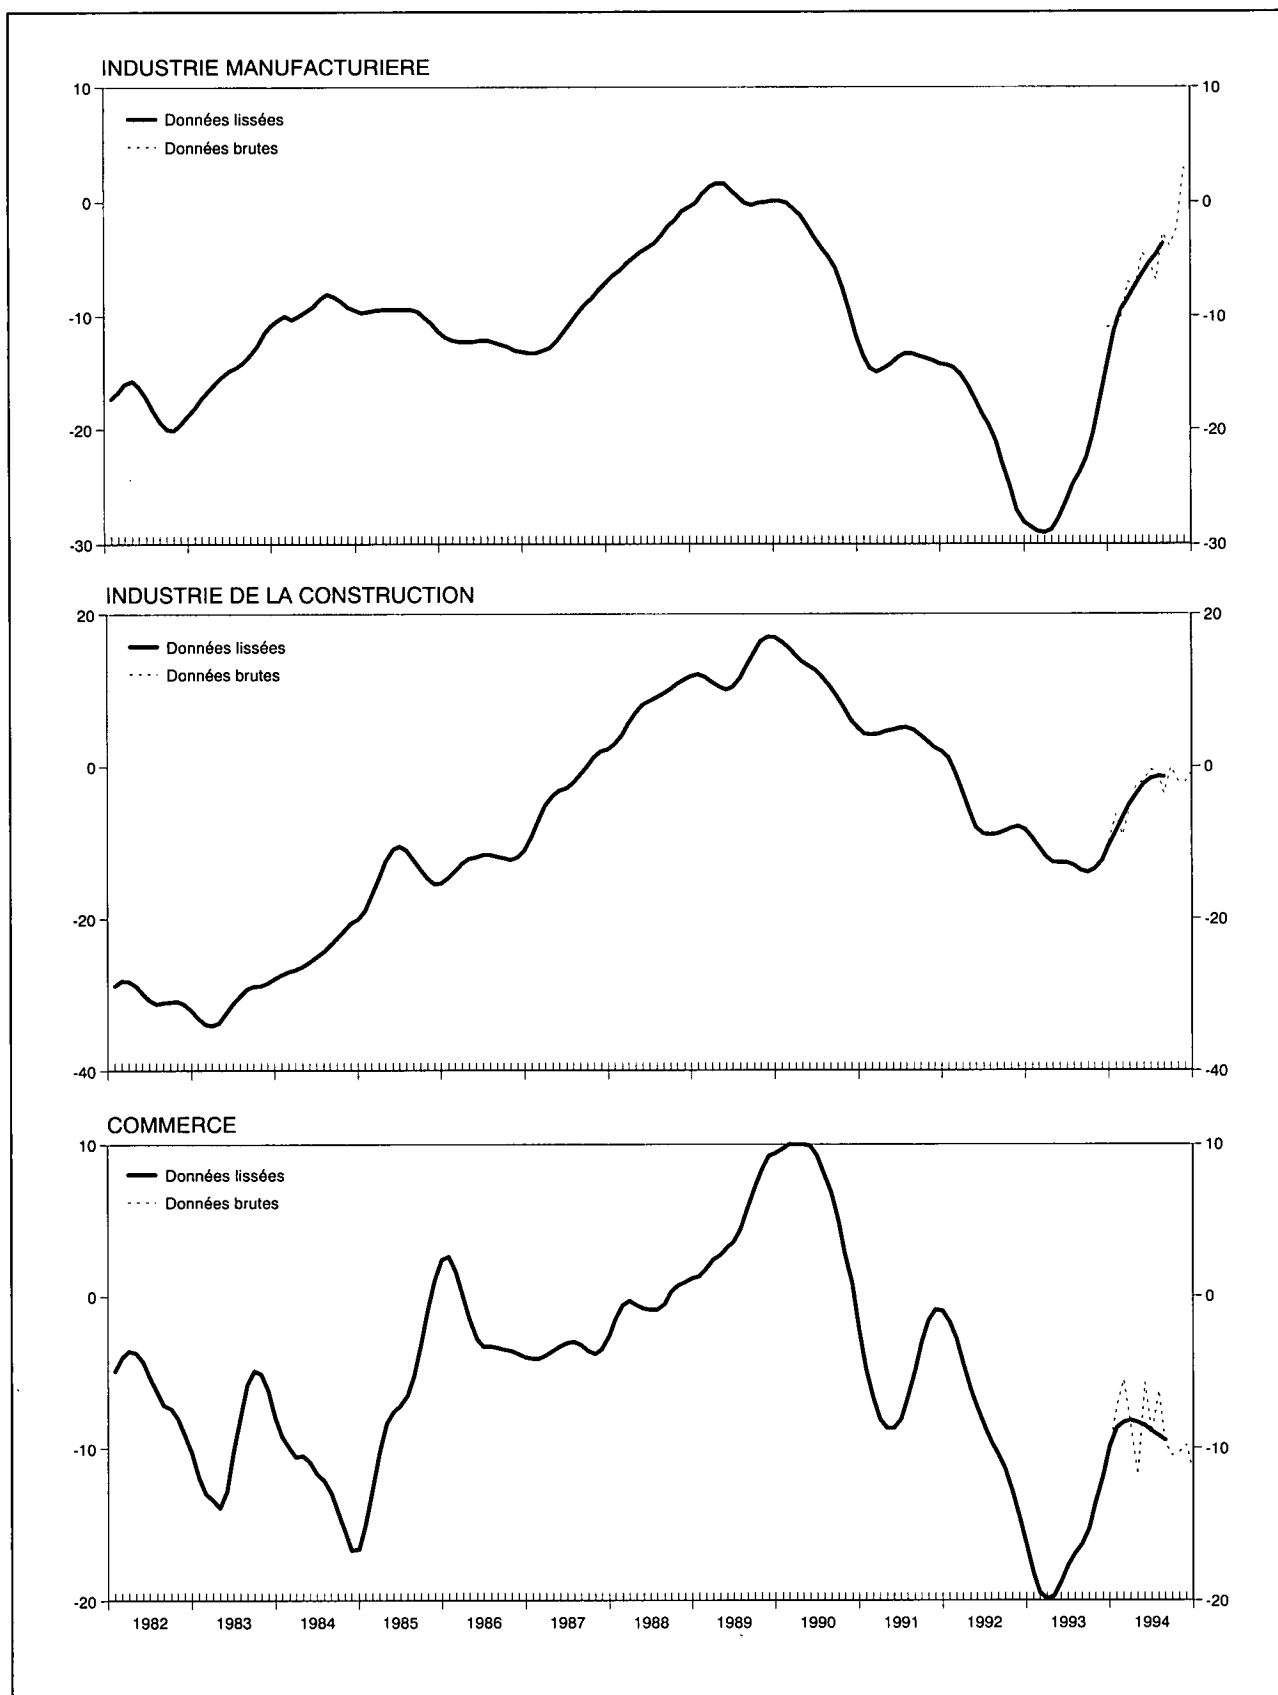 INDUSTRIE MANUFACTURIERE
10 10
Données lissées
Données brutes
0 0
-10 -10
-20 -20
-30 -30
INDUSTRIE DE LA CONSTRUCTION
20 20
Données lissées
Données brutes
0 0
-20 -20
-40 -40
COMMERCE
10 10
Données lissées
Données brutes
0 0
-10 -10
-20 -20
1982 1983 1984 1985 1986 1987 1988 1989 1990 1991 1992 1993 1994